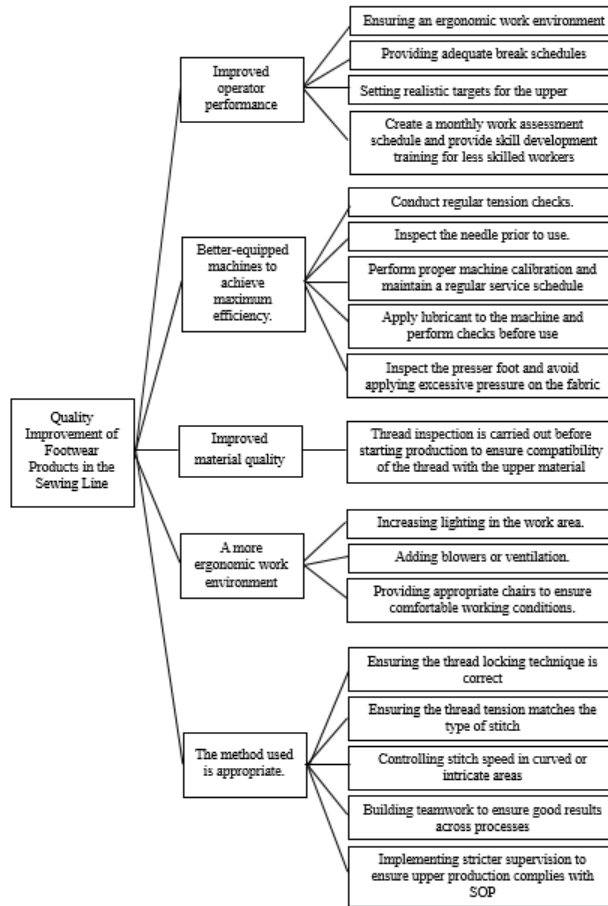 Ensuring an ergonomic work environment
Providing adequate break schedules
Improved
operator
performance
Setting realistic targets for the upper
Create a monthly work assessment
schedule and provide skill development
training for less skilled workers
Conduct regular tension checks.
Inspect the needle prior to use.
Better-equipped
machines to
achieve
maximum
efficiency.
Perform proper machine calibration and
maintain a regular service schedule
Apply lubricant to the machine and
perform checks before use
Inspect the presser foot and avoid
applying excessive pressure on the fabric
Quality
Improvement of
Footwear
Products in the
Sewing Line
Improved
material quality
Thread inspection is carried out before
starting production to ensure compatibility
of the thread with the upper material
Increasing lighting in the work area.
A more
ergonomic work
environment
Adding blowers or ventilation.
Providing appropriate chairs to ensure
comfortable working conditions.
Ensuring the thread locking technique is
correct
Ensuring the thread tension matches the
type of stitch
The method used
is appropriate.
Controlling stitch speed in curved or
intricate areas
Building teamwork to ensure good results
across processes
Implementing stricter supervision to
ensure upper production complies with
SOP